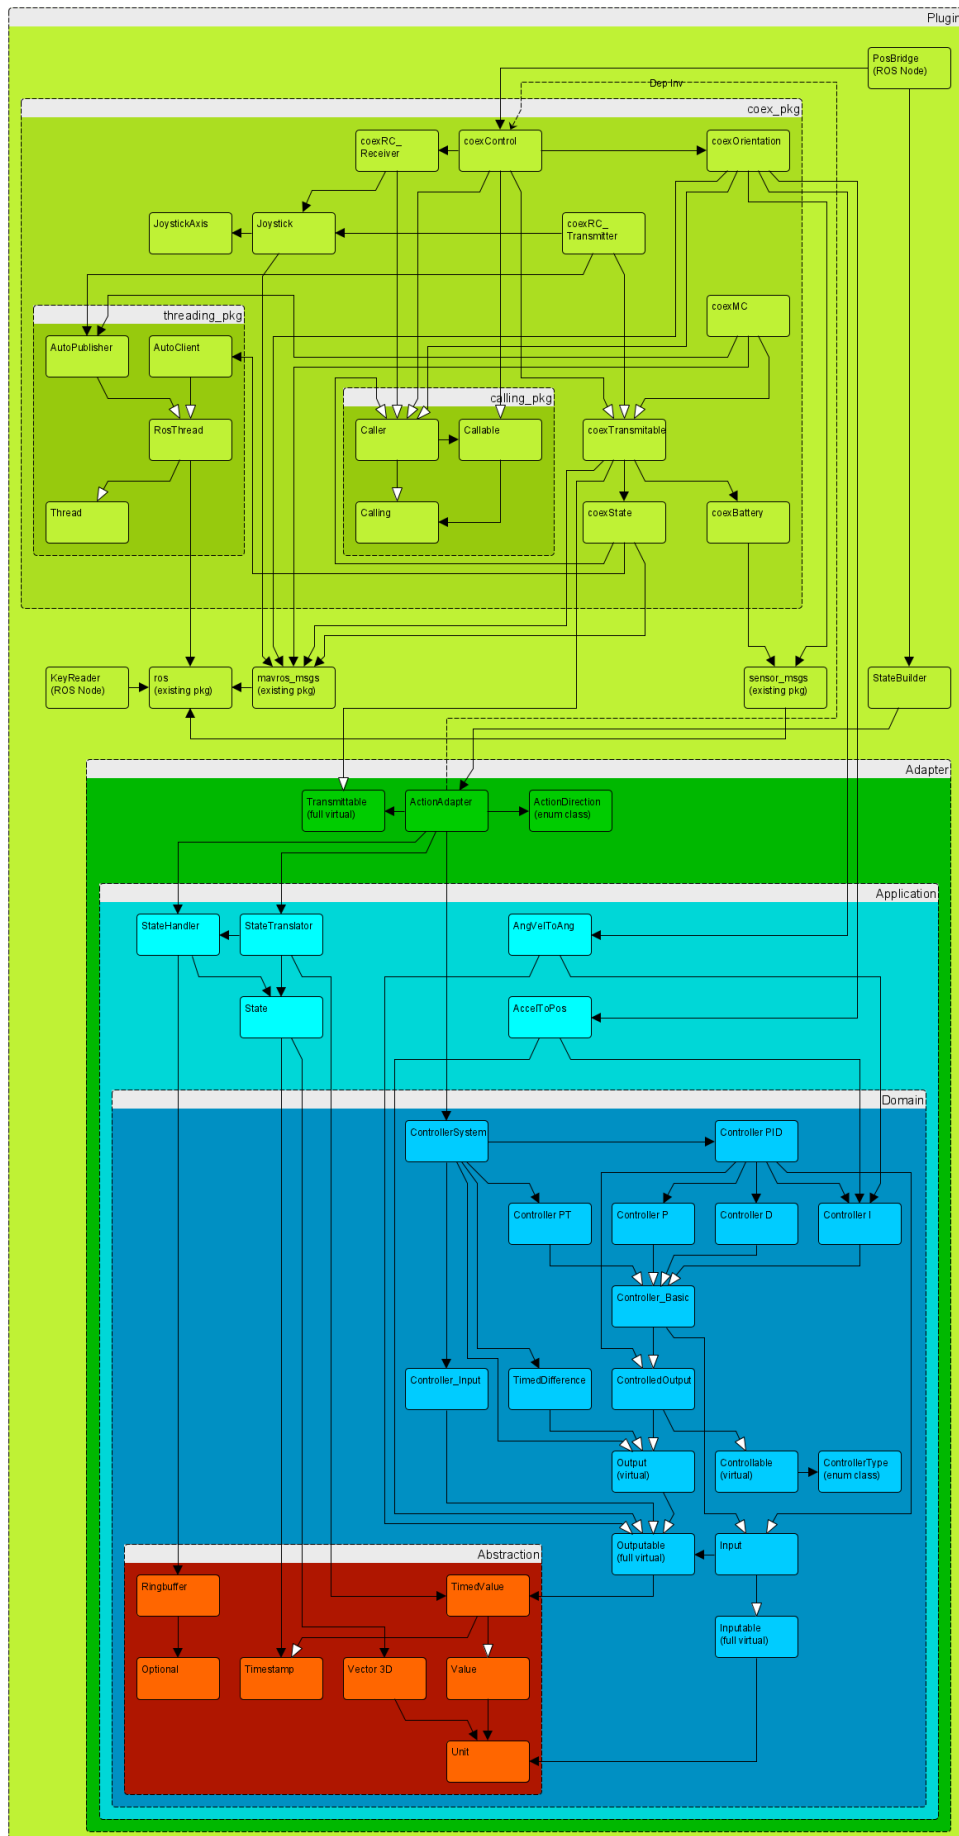 Plugin
PosBridge
(ROS Node)
Dep Inv
coex_pkg
coexRC_
Receiver
coexControl
coexOrientation
JoystickAxis
Joystick
coexRC_
Transmitter
coexMC
threading_pkg
AutoPublisher
AutoClient
calling_pkg
RosThread
Caller
Callable
coexTransmitable
Thread
Calling
coexState
coexBattery
KeyReader
(ROS Node)
ros
(existing pkg)
mavros_msgs
(existing pkg)
sensor_msgs
(existing pkg)
StateBuilder
Adapter
Transmittable
(full virtual)
ActionAdapter
ActionDirection
(enum class)
Application
StateHandler
StateTranslator
AngVelToAng
State
AccelToPos
Domain
ControllerSystem
Controller PID
Controller PT
Controller P
Controller D
Controller I
Controller_Basic
Controller_Input
TimedDifference
ControlledOutput
Output
(virtual)
Controllable
(virtual)
ControllerType
(enum class)
Outputable
(full virtual)
Input
Abstraction
Ringbuffer
TimedValue
Inputable
(full virtual)
Optional
Timestamp
Vector 3D
Value
Unit